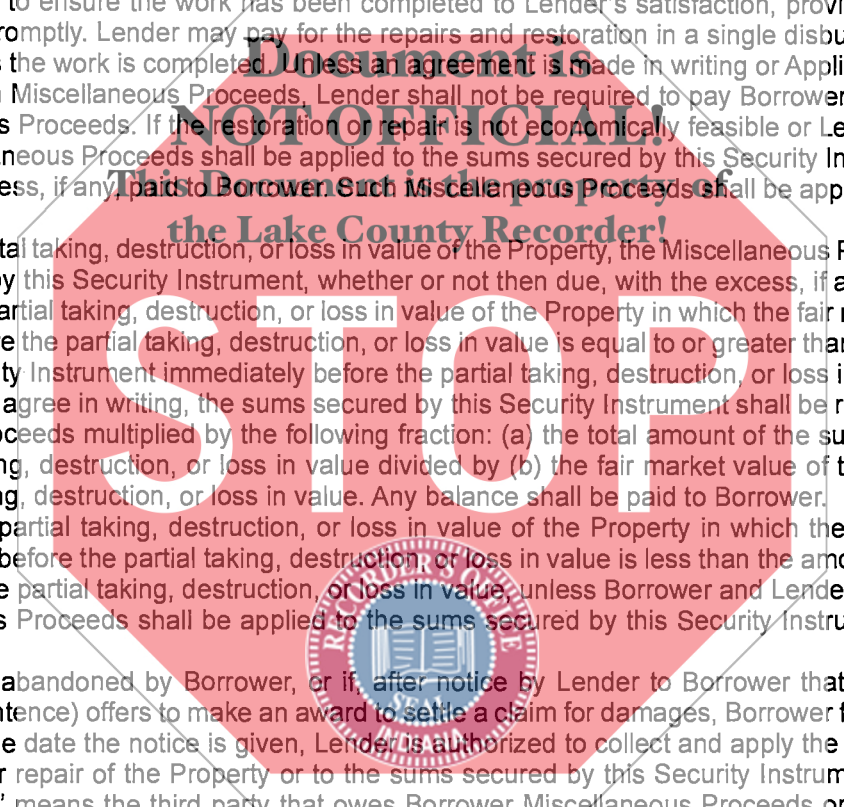 to ensure the work has been completed to Lender's satisfaction, provi
romptly. Lender may pay for the repairs and restoration in a single disbu
the work is completed. Unless an agreement is made in writing or Appli
Miscellaneous Proceeds, Lender shall not be required to pay Borrower
s Proceeds. If the restoration or repair is not economically feasible or Le
neous Proceeds shall be applied to the sums secured by this Security In
ess, if any, paid to Borrower. Such Miscellaneous Proceeds shall be app
Document is
NOT OFFICIAL!
This Document is the property of
the Lake County Recorder!
tal taking, destruction, or loss in value of the Property, the Miscellaneous P
y this Security Instrument, whether or not then due, with the excess, if a
artial taking, destruction, or loss in value of the Property in which the fair
e the partial taking, destruction, or loss in value is equal to or greater than
ty Instrument immediately before the partial taking, destruction, or loss i
agree in writing, the sums secured by this Security Instrument shall be r
oceeds multiplied by the following fraction: (a) the total amount of the su
ng, destruction, or loss in value divided by (b) the fair market value of t
ng, destruction, or loss in value. Any balance shall be paid to Borrower.
STOP
partial taking, destruction, or loss in value of the Property in which the
before the partial taking, destruction, or loss in value is less than the amo
e partial taking, destruction, or loss in value, unless Borrower and Lende
s Proceeds shall be applied to the sums secured by this Security Instru
RECORDER'S OFFICE
SEAL
INDIANA
abandoned by Borrower, or if, after notice by Lender to Borrower that
ntence) offers to make an award to settle a claim for damages, Borrower f
e date the notice is given, Lender is authorized to collect and apply the
r repair of the Property or to the sums secured by this Security Instrum
means the third party that owes Borrower Miscellaneous Proceeds or